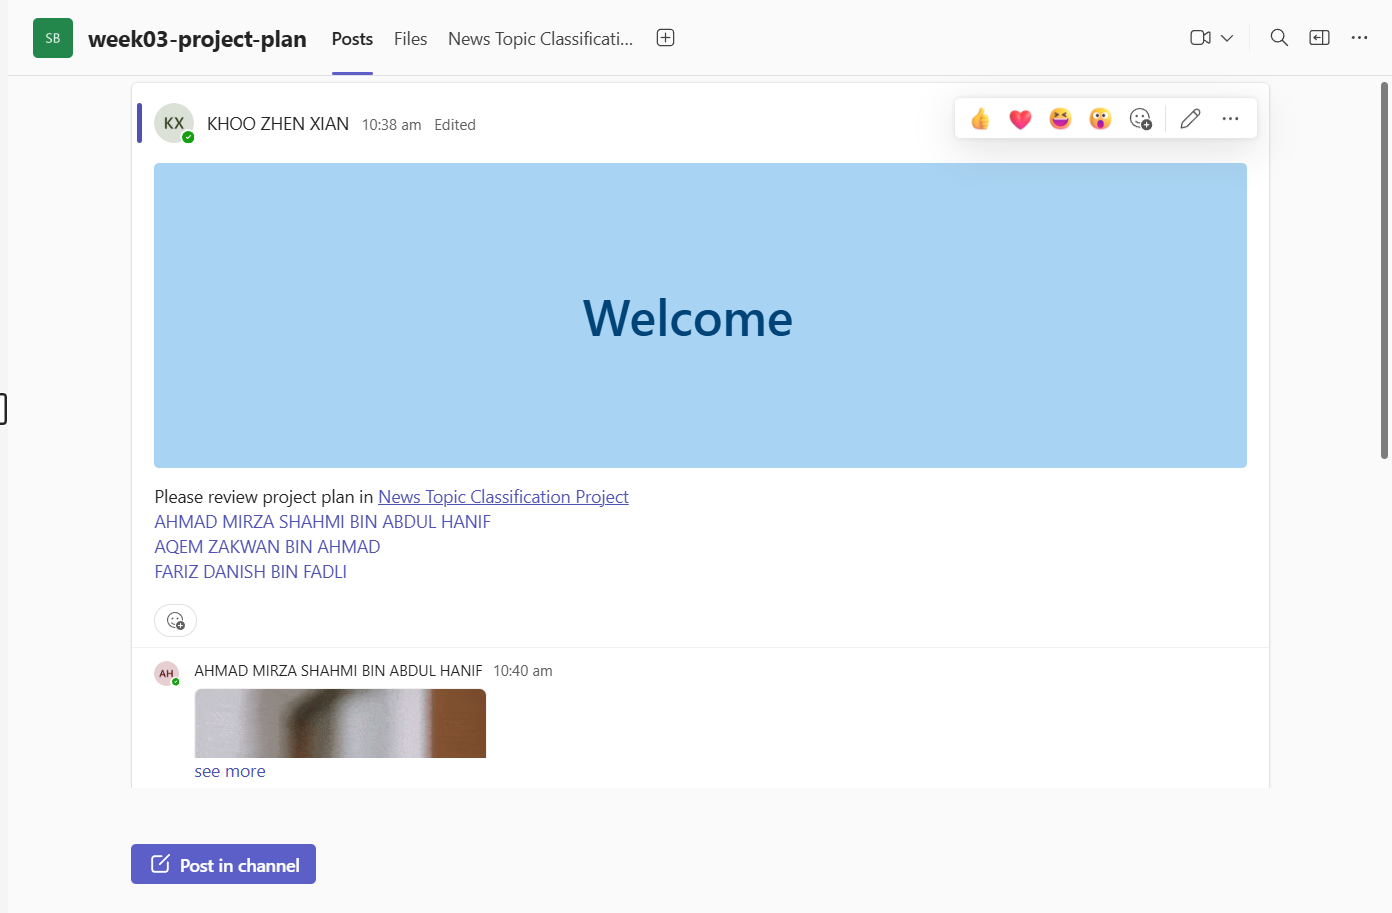 SB week03-project-plan Posts Files News Topic Classificati...
KX KHOO ZHEN XIAN 10:38 am Edited
Welcome
Please review project plan in News Topic Classification Project
AHMAD MIRZA SHAHMI BIN ABDUL HANIF
AQEM ZAKWAN BIN AHMAD
FARIZ DANISH BIN FADLI
AH AHMAD MIRZA SHAHMI BIN ABDUL HANIF 10:40 am
see more
Post in channel